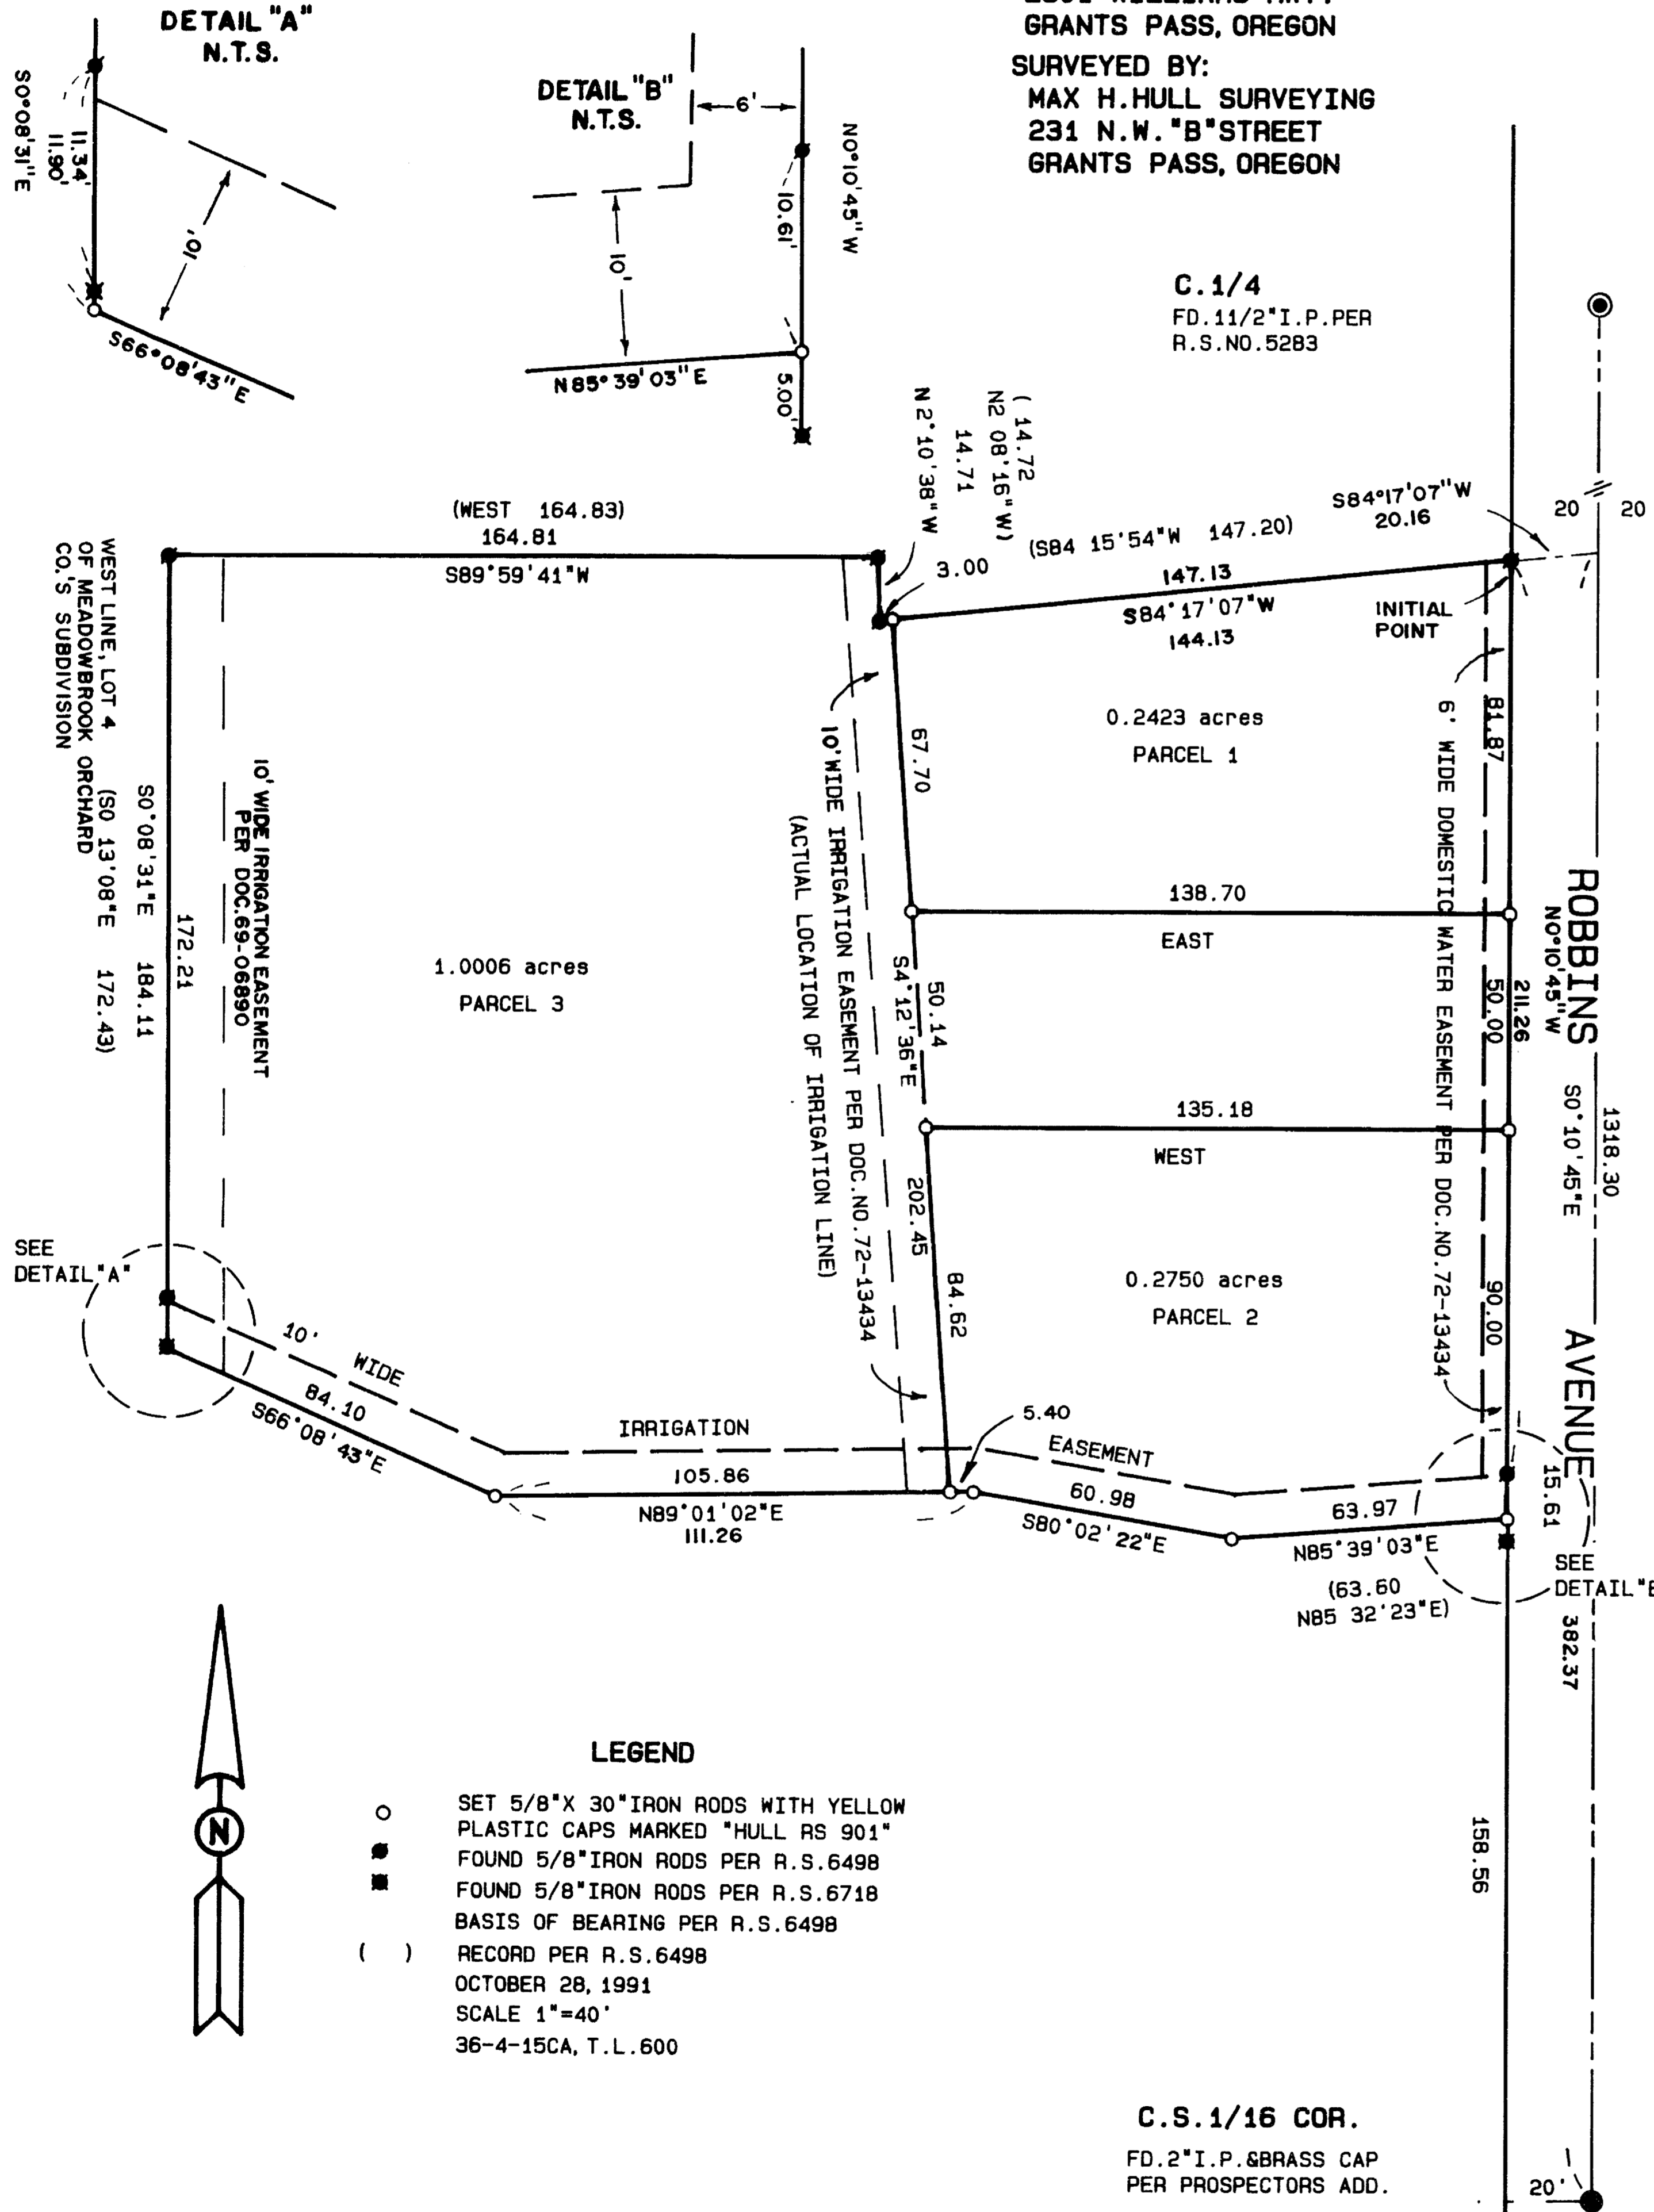 DETAIL "A"
N.T.S.
S0°08'31"E
11.34'
11.90'
10'
S66°08'43"E
DETAIL "B"
N.T.S.
6'
N0°10'45"W
10.61'
10'
N85°39'03"E
5.00'
GRANTS PASS, OREGON
SURVEYED BY:
MAX H.HULL SURVEYING
231 N.W."B"STREET
GRANTS PASS, OREGON
C.1/4
FD.11/2"I.P.PER
R.S.NO.5283
(14.72
N2 08'16"W)
14.71
N2°10'38"W
(WEST 164.83)
164.81
S89°59'41"W
3.00
(S84 15'54"W 147.20)
147.13
S84°17'07"W
144.13
S84°17'07"W
20.16
20
20
INITIAL
POINT
WEST LINE, LOT 4
OF MEADOWBROOK ORCHARD
CO.'S SUBDIVISION
(S0 13'08"E 172.43)
S0°08'31"E 184.11
172.21
10' WIDE IRRIGATION EASEMENT
PER DOC.69-06890
1.0006 acres
PARCEL 3
10' WIDE IRRIGATION EASEMENT PER DOC.NO.72-13434
(ACTUAL LOCATION OF IRRIGATION LINE)
67.70
S4°12'36"E
50.14
202.45
84.62
0.2423 acres
PARCEL 1
138.70
EAST
135.18
WEST
0.2750 acres
PARCEL 2
6' WIDE DOMESTIC WATER EASEMENT PER DOC.NO.72-13434
81.87
50.00
90.00
211.26
N0°10'45"W
ROBBINS AVENUE
S0°10'45"E
1318.30
SEE
DETAIL"A"
10' WIDE
IRRIGATION
EASEMENT
84.10
S66°08'43"E
105.86
N89°01'02"E
111.26
5.40
60.98
S80°02'22"E
63.97
N85°39'03"E
(63.60
N85 32'23"E)
15.61
SEE
DETAIL"B
382.37
158.56
N
LEGEND
SET 5/8"X 30"IRON RODS WITH YELLOW
PLASTIC CAPS MARKED "HULL RS 901"
FOUND 5/8"IRON RODS PER R.S.6498
FOUND 5/8"IRON RODS PER R.S.6718
BASIS OF BEARING PER R.S.6498
( ) RECORD PER R.S.6498
OCTOBER 28, 1991
SCALE 1"=40'
36-4-15CA, T.L.600
C.S.1/16 COR.
FD.2"I.P.&BRASS CAP
PER PROSPECTORS ADD.
20'